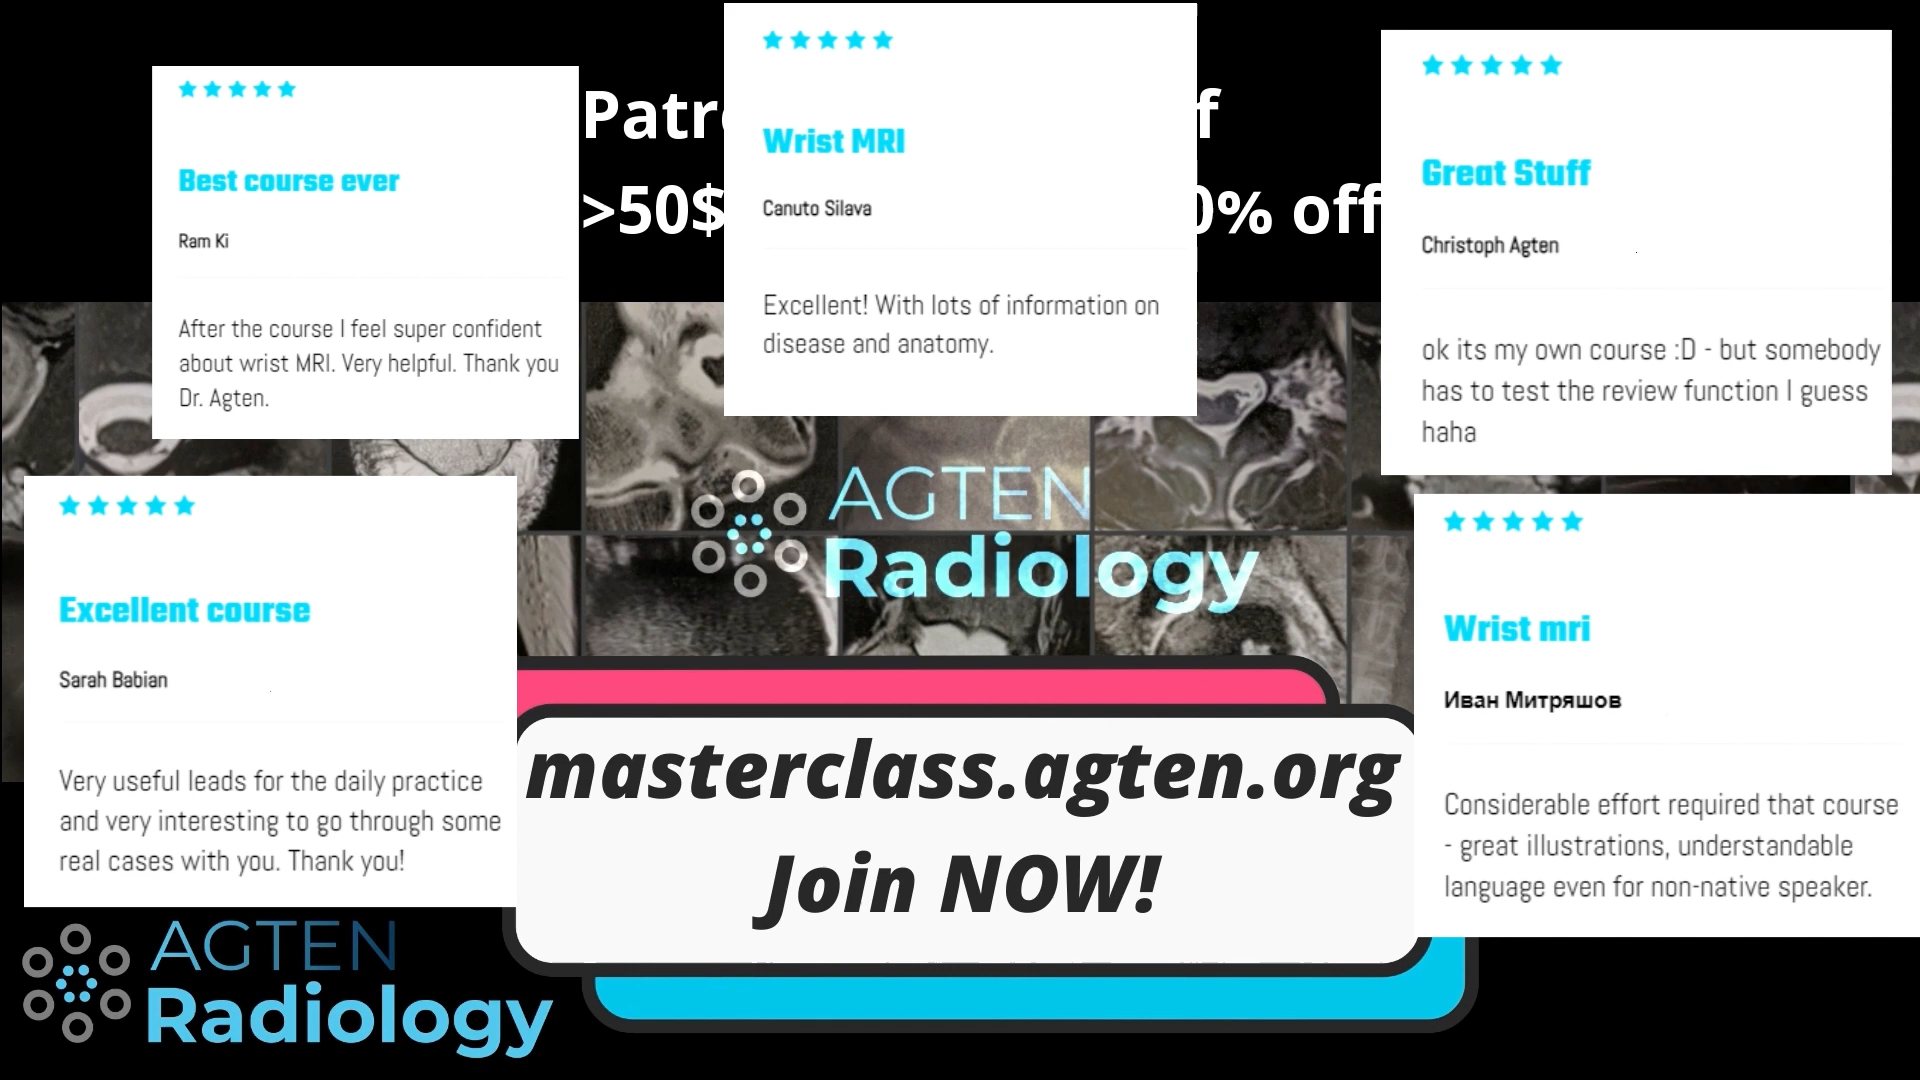 Best course ever
Ram Ki
After the course I feel super confident
about wrist MRI. Very helpful. Thank you
Dr. Agten.
Wrist MRI
Canuto Silava
Excellent! With lots of information on
disease and anatomy.
Great Stuff
Christoph Agten
ok its my own course :D - but somebody
has to test the review function I guess
haha
>50$
off
AGTEN
Radiology
Excellent course
Sarah Babian
Very useful leads for the daily practice
and very interesting to go through some
real cases with you. Thank you!
masterclass.agten.org
Join NOW!
Wrist mri
Иван Митряшов
Considerable effort required that course
- great illustrations, understandable
language even for non-native speaker.
AGTEN
Radiology